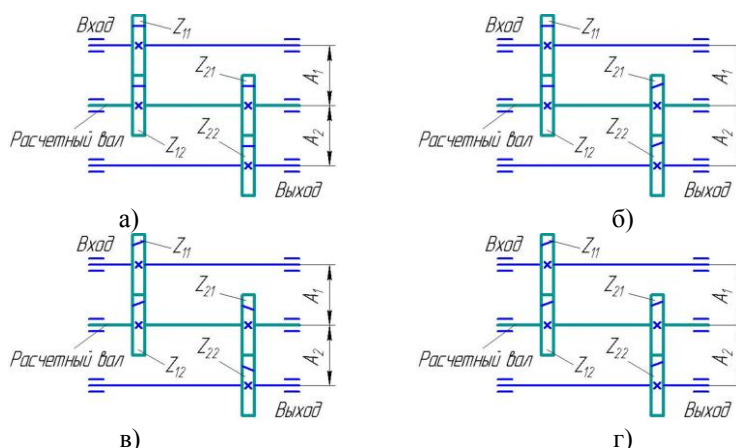 Вход
Z11
Z21
A1
Расчетный вал
Z12
Z22
A2
Выход
а)
Вход
Z11
Z21
A1
Расчетный вал
Z12
Z22
A2
Выход
б)
Вход
Z11
Z21
A1
Расчетный вал
Z12
Z22
A2
Выход
в)
Вход
Z11
Z21
A1
Расчетный вал
Z12
Z22
A2
Выход
г)